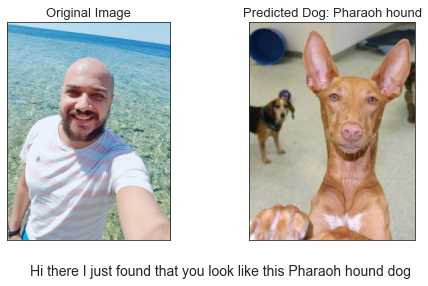 Original Image
Predicted Dog: Pharaoh hound
Hi there I just found that you look like this Pharaoh hound dog